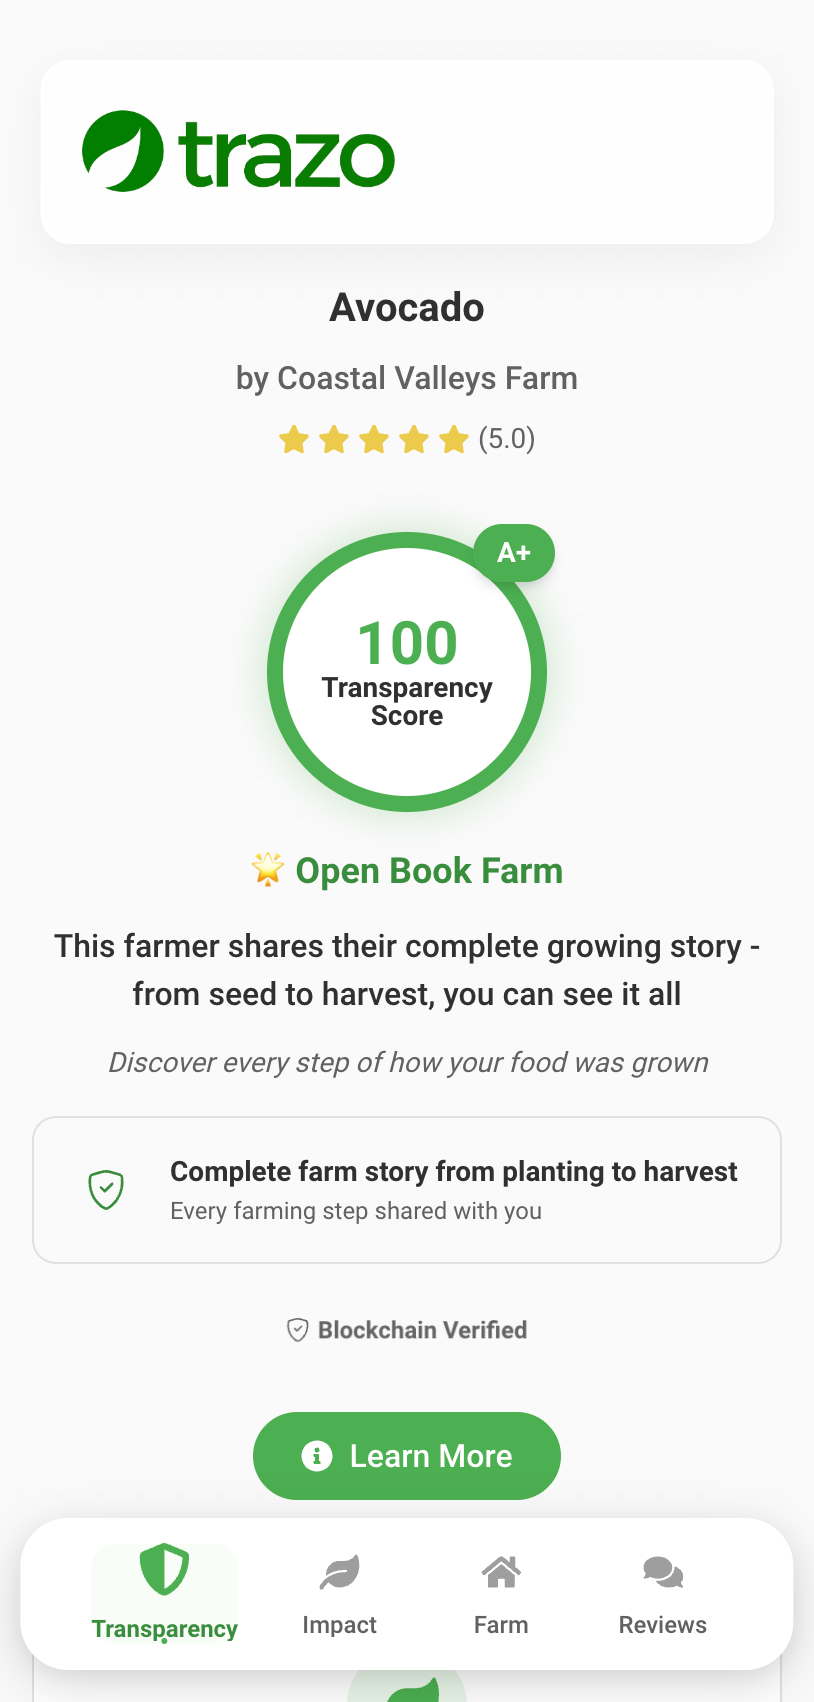 trazo
Avocado
by Coastal Valleys Farm
(5.0)
A+
100
Transparency
Score
Open Book Farm
This farmer shares their complete growing story -
from seed to harvest, you can see it all
Discover every step of how your food was grown
Complete farm story from planting to harvest
Every farming step shared with you
Blockchain Verified
Learn More
Transparency
Impact
Farm
Reviews